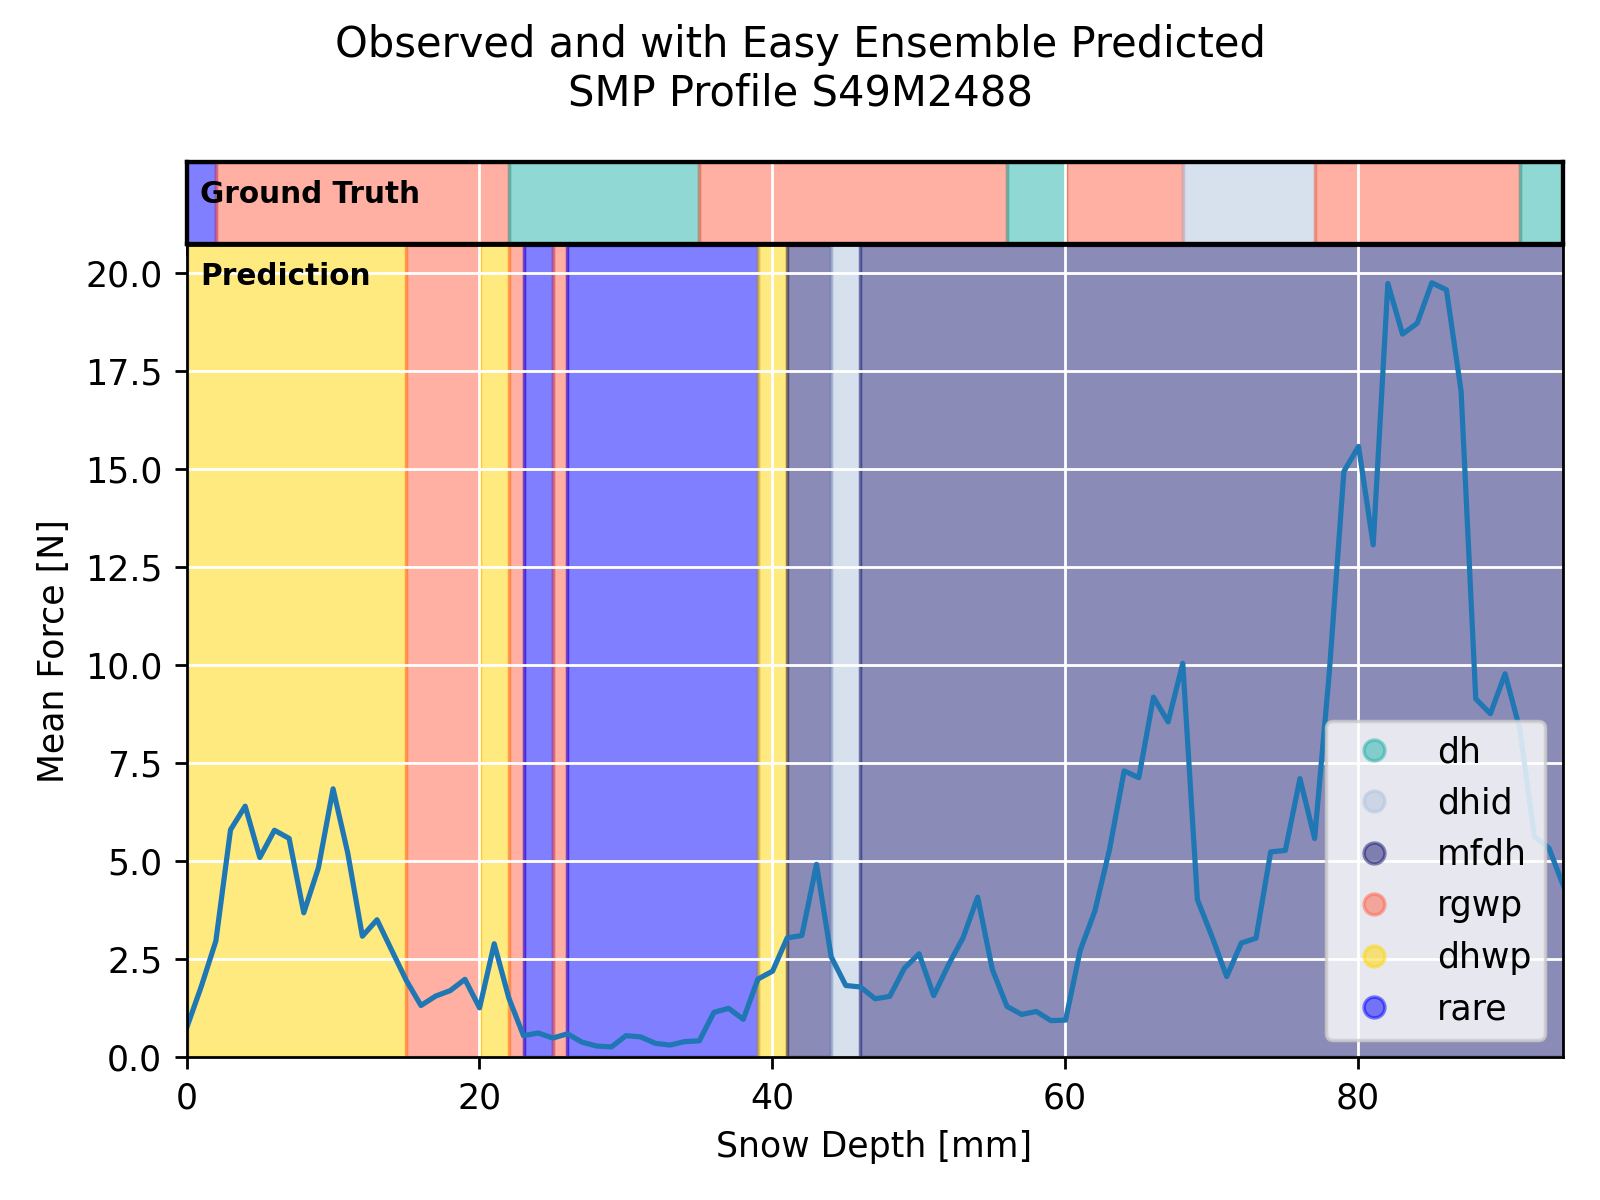 Observed and with Easy Ensemble Predicted
SMP Profile S49M2488
Ground Truth
Prediction
20.0
17.5
15.0
12.5
10.0
7.5
5.0
2.5
0.0
Mean Force [N]
dh
dhid
mfdh
rgwp
dhwp
rare
0 20 40 60 80
Snow Depth [mm]